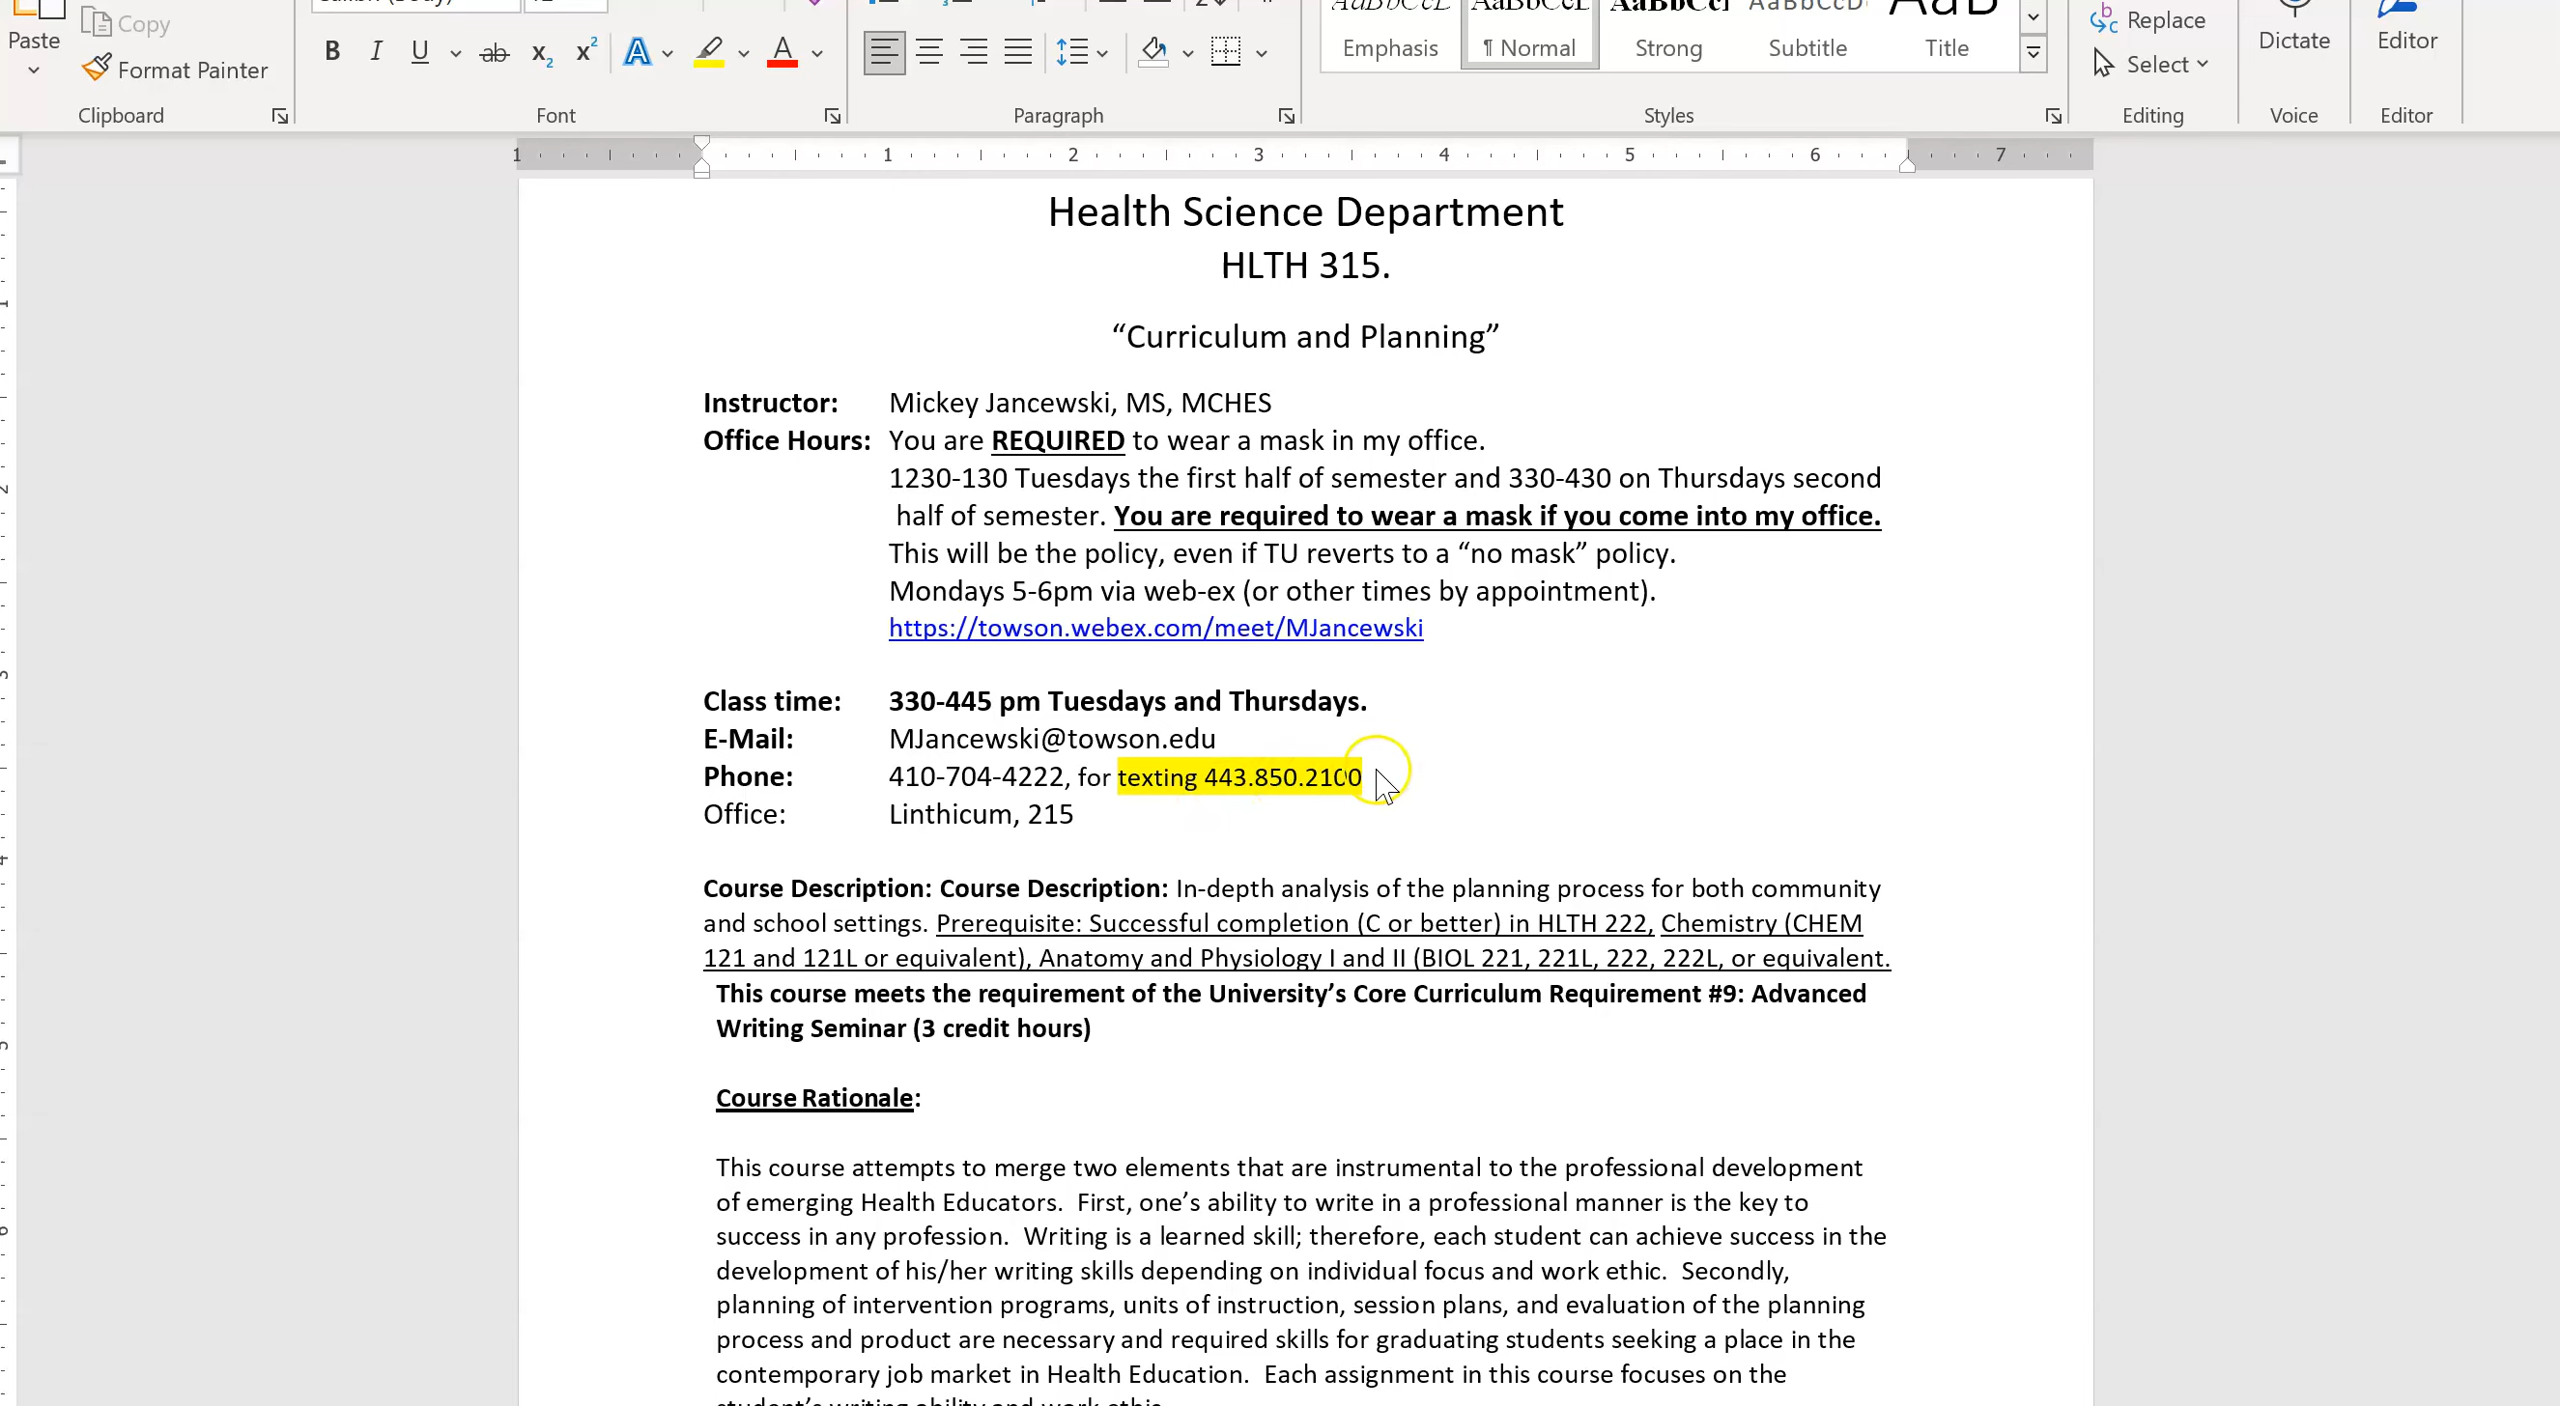 Paste
Copy
Format Painter
Clipboard
B I U ab x₂ x² A A
Font
Paragraph
Emphasis
¶ Normal
Strong
Subtitle
Title
Styles
Replace
Select
Editing
Dictate
Voice
Editor
Editor
1 1 2 3 4 5 6 7
Health Science Department
HLTH 315.
“Curriculum and Planning”
Instructor: Mickey Jancewski, MS, MCHES
Office Hours: You are REQUIRED to wear a mask in my office.
1230-130 Tuesdays the first half of semester and 330-430 on Thursdays second
half of semester. You are required to wear a mask if you come into my office.
This will be the policy, even if TU reverts to a “no mask” policy.
Mondays 5-6pm via web-ex (or other times by appointment).
https://towson.webex.com/meet/MJancewski
Class time: 330-445 pm Tuesdays and Thursdays.
E-Mail: MJancewski@towson.edu
Phone: 410-704-4222, for texting 443.850.2100
Office: Linthicum, 215
Course Description: Course Description: In-depth analysis of the planning process for both community
and school settings. Prerequisite: Successful completion (C or better) in HLTH 222, Chemistry (CHEM
121 and 121L or equivalent), Anatomy and Physiology I and II (BIOL 221, 221L, 222, 222L, or equivalent.
This course meets the requirement of the University’s Core Curriculum Requirement #9: Advanced
Writing Seminar (3 credit hours)
Course Rationale:
This course attempts to merge two elements that are instrumental to the professional development
of emerging Health Educators. First, one’s ability to write in a professional manner is the key to
success in any profession. Writing is a learned skill; therefore, each student can achieve success in the
development of his/her writing skills depending on individual focus and work ethic. Secondly,
planning of intervention programs, units of instruction, session plans, and evaluation of the planning
process and product are necessary and required skills for graduating students seeking a place in the
contemporary job market in Health Education. Each assignment in this course focuses on the
student’s writing ability and work ethic.